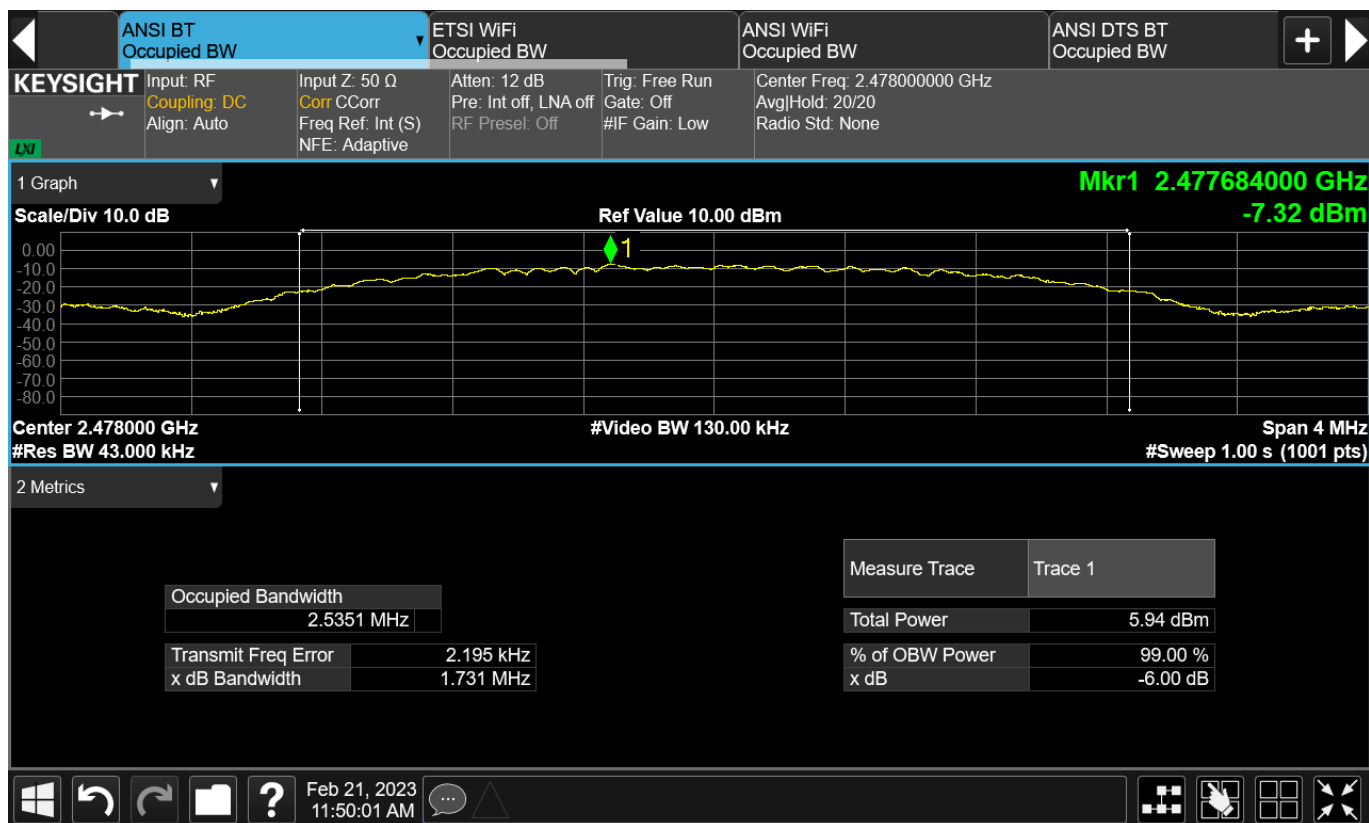 ANSI BT
Occupied BW
ETSI WiFi
Occupied BW
ANSI WiFi
Occupied BW
ANSI DTS BT
Occupied BW
KEYSIGHT
LXI
Input: RF
Coupling: DC
Align: Auto
Input Z: 50 Ω
Corr CCorr
Freq Ref: Int (S)
NFE: Adaptive
Atten: 12 dB
Pre: Int off, LNA off
RF Presel: Off
Trig: Free Run
Gate: Off
#IF Gain: Low
Center Freq: 2.478000000 GHz
Avg|Hold: 20/20
Radio Std: None
1 Graph
Mkr1 2.477684000 GHz
-7.32 dBm
Scale/Div 10.0 dB
Ref Value 10.00 dBm
1
0.00
-10.0
-20.0
-30.0
-40.0
-50.0
-60.0
-70.0
-80.0
Center 2.478000 GHz
#Video BW 130.00 kHz
Span 4 MHz
#Res BW 43.000 kHz
#Sweep 1.00 s (1001 pts)
2 Metrics
Measure Trace Trace 1
Occupied Bandwidth
2.5351 MHz
Total Power 5.94 dBm
Transmit Freq Error 2.195 kHz
% of OBW Power 99.00 %
x dB Bandwidth 1.731 MHz
x dB -6.00 dB
?
Feb 21, 2023
11:50:01 AM